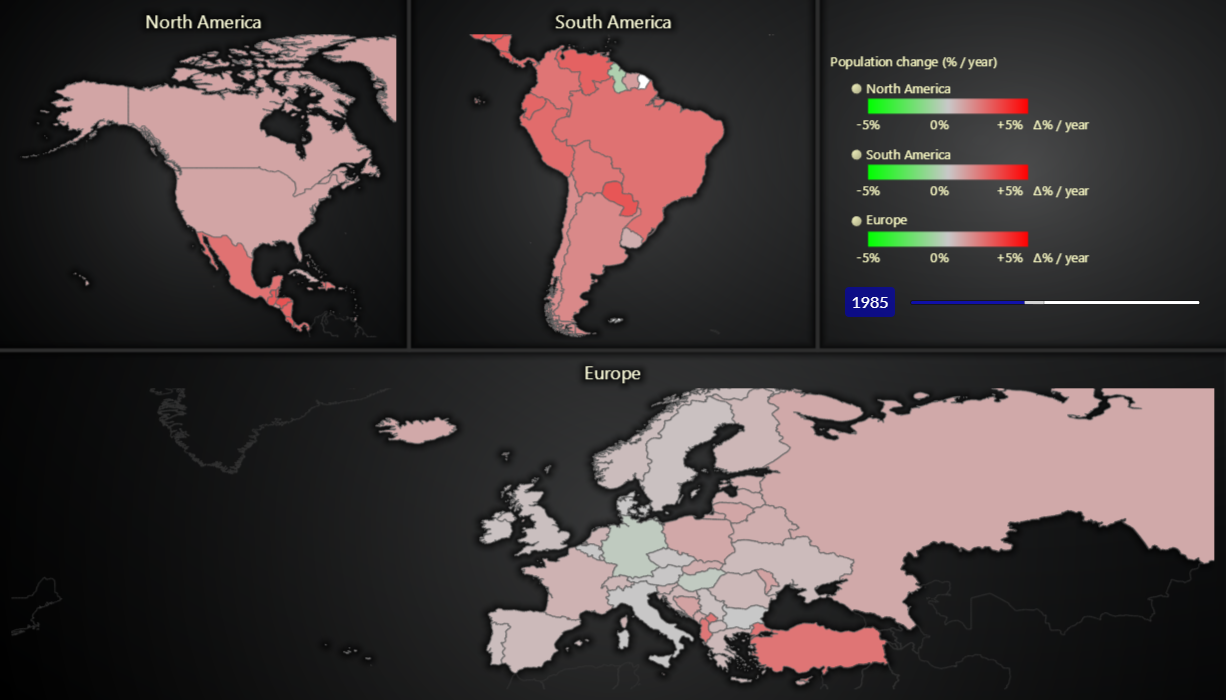 North America
South America
Population change (% / year)
North America
-5% 0% +5% Δ% / year
South America
-5% 0% +5% Δ% / year
Europe
-5% 0% +5% Δ% / year
1985
Europe